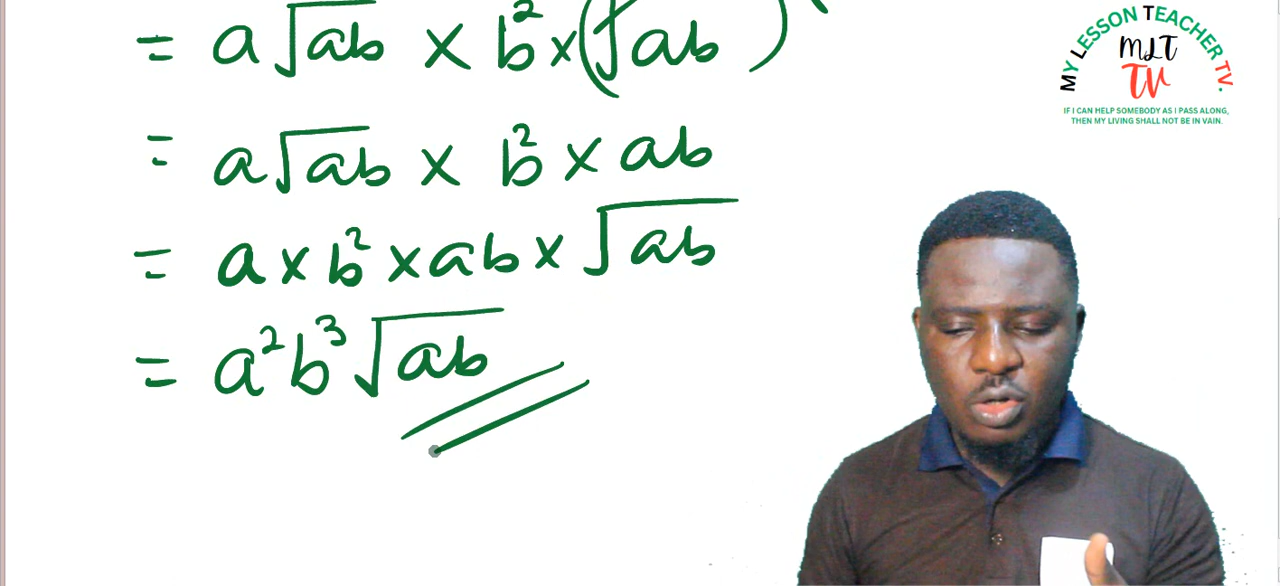 = a√ab × b² × (√ab)
= a√ab × b² × ab
= a × b² × ab × √ab
= a²b³√ab
MY LESSON TEACHER TV.
MLT
TV
IF I CAN HELP SOMEBODY AS I PASS ALONG,
THEN MY LIVING SHALL NOT BE IN VAIN.